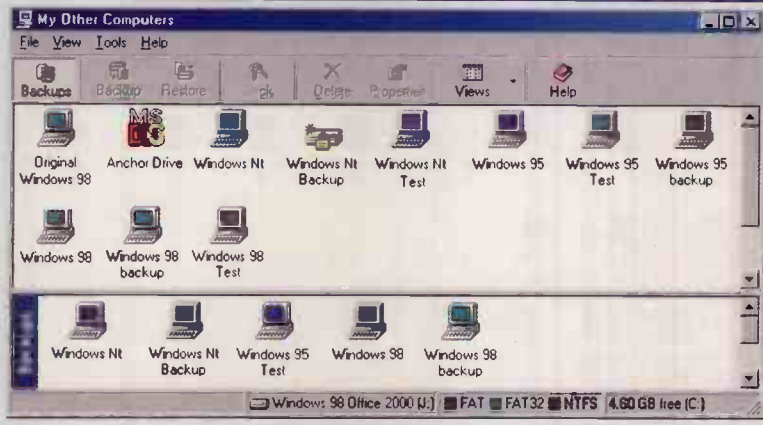 My Other Computers
File View Tools Help
Backups Backup Restore Delete Properties Views Help
MS
Original Windows 98
Anchor Drive
Windows Nt
Windows Nt Backup
Windows Nt Test
Windows 95
Windows 95 Test
Windows 95 backup
Windows 98
Windows 98 backup
Windows 98 Test
Windows Nt
Windows Nt Backup
Windows 95 Test
Windows 98
Windows 98 backup
Windows 98 Office 2000 (J:) FAT FAT32 NTFS 4.60 GB free (C:)